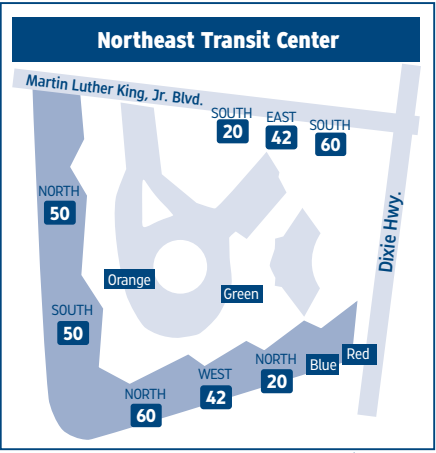 Northeast Transit Center
Martin Luther King, Jr. Blvd.
SOUTH
20
EAST
42
SOUTH
60
NORTH
50
Dixie Hwy.
Orange
Green
SOUTH
50
NORTH
60
WEST
42
NORTH
20
Blue
Red